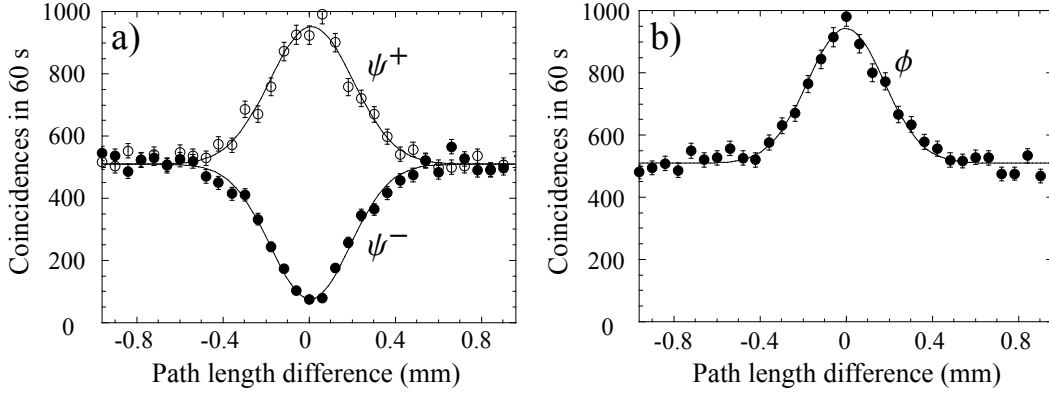 a)
Coincidences in 60 s
1000
800
600
400
200
0
ψ+
ψ−
-0.8 -0.4 0 0.4 0.8
Path length difference (mm)
b)
Coincidences in 60 s
1000
800
600
400
200
0
ϕ
-0.8 -0.4 0 0.4 0.8
Path length difference (mm)